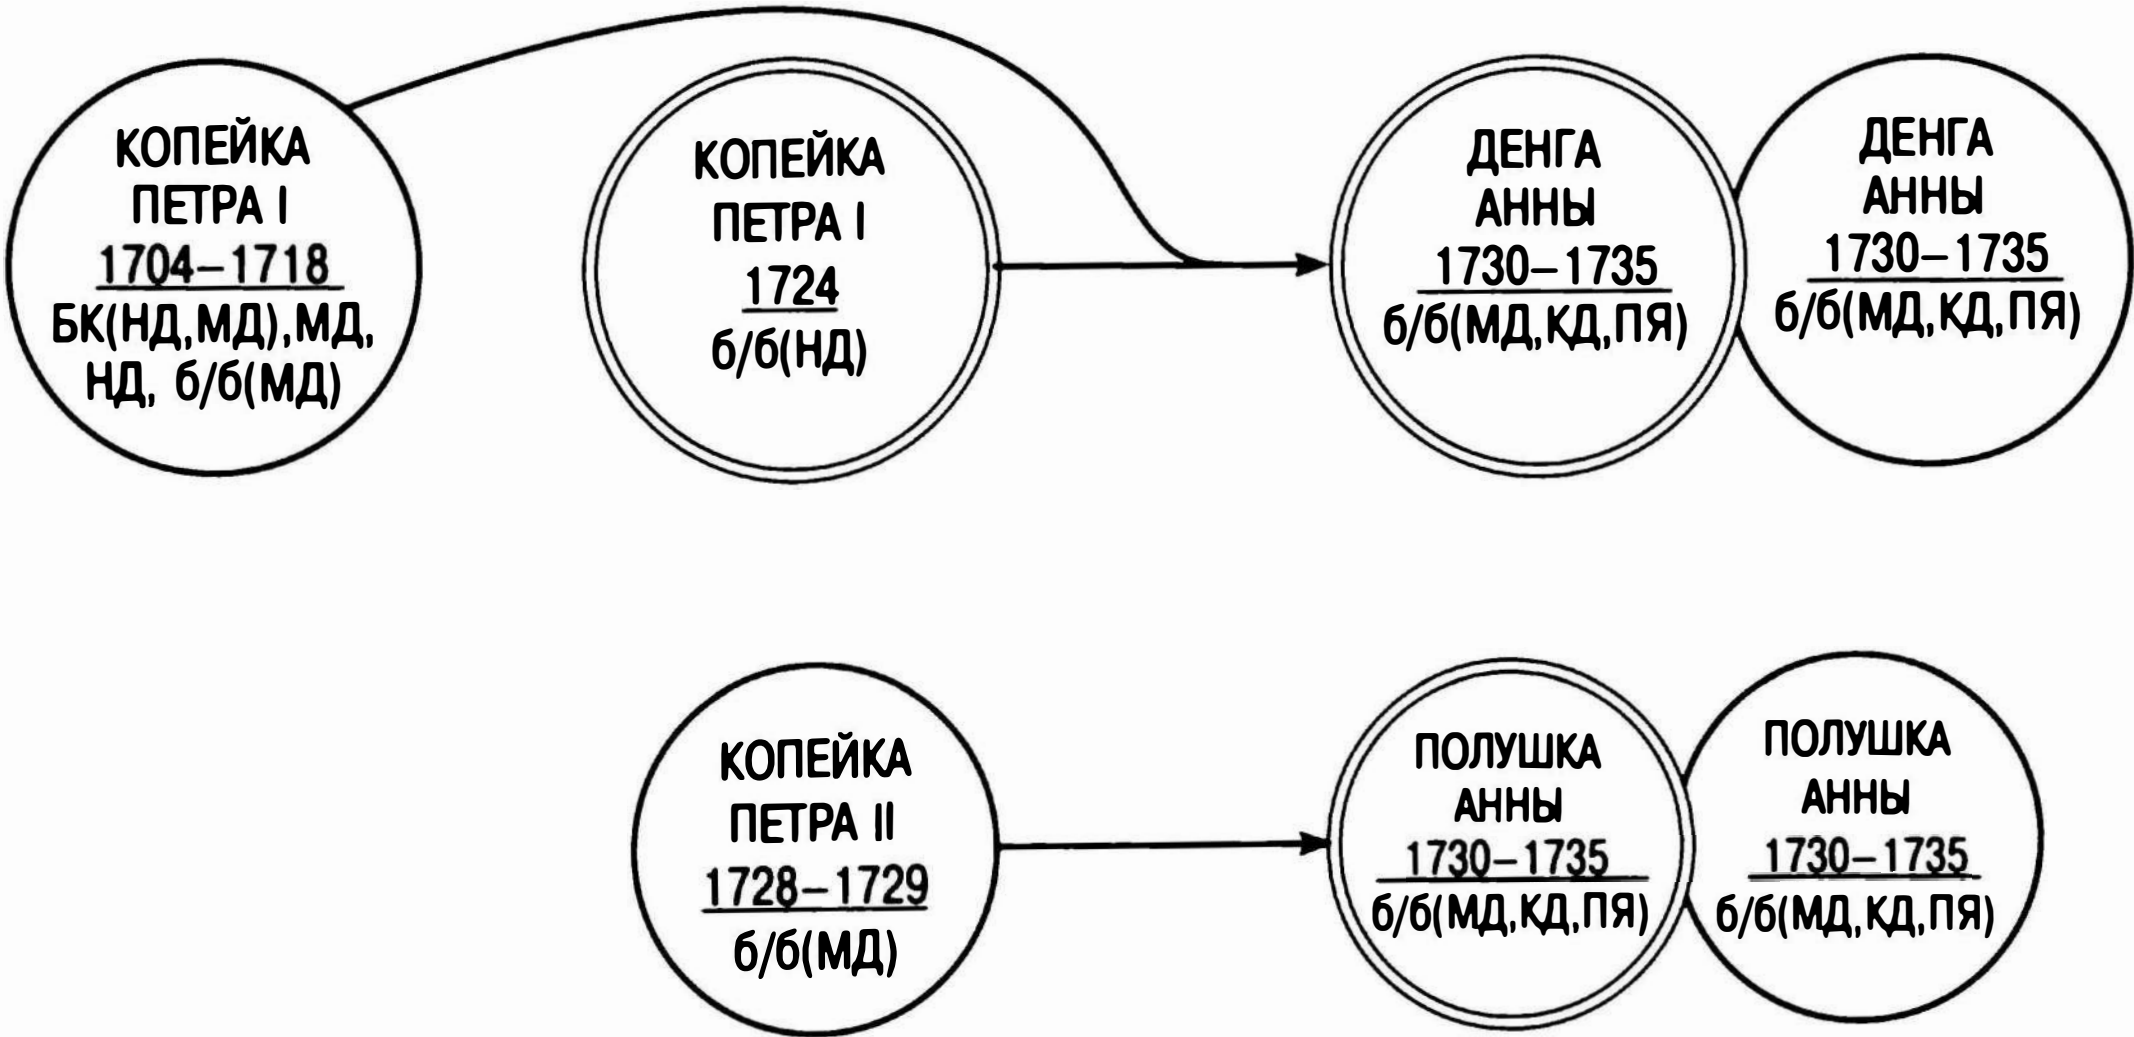 КОПЕЙКА
ПЕТРА I
1704–1718
БК(НД,МД),МД,
НД, б/б(МД)
КОПЕЙКА
ПЕТРА I
1724
б/б(НД)
ДЕНГА
АННЫ
1730–1735
б/б(МД,КД,ПЯ)
ДЕНГА
АННЫ
1730–1735
б/б(МД,КД,ПЯ)
КОПЕЙКА
ПЕТРА II
1728–1729
б/б(МД)
ПОЛУШКА
АННЫ
1730–1735
б/б(МД,КД,ПЯ)
ПОЛУШКА
АННЫ
1730–1735
б/б(МД,КД,ПЯ)